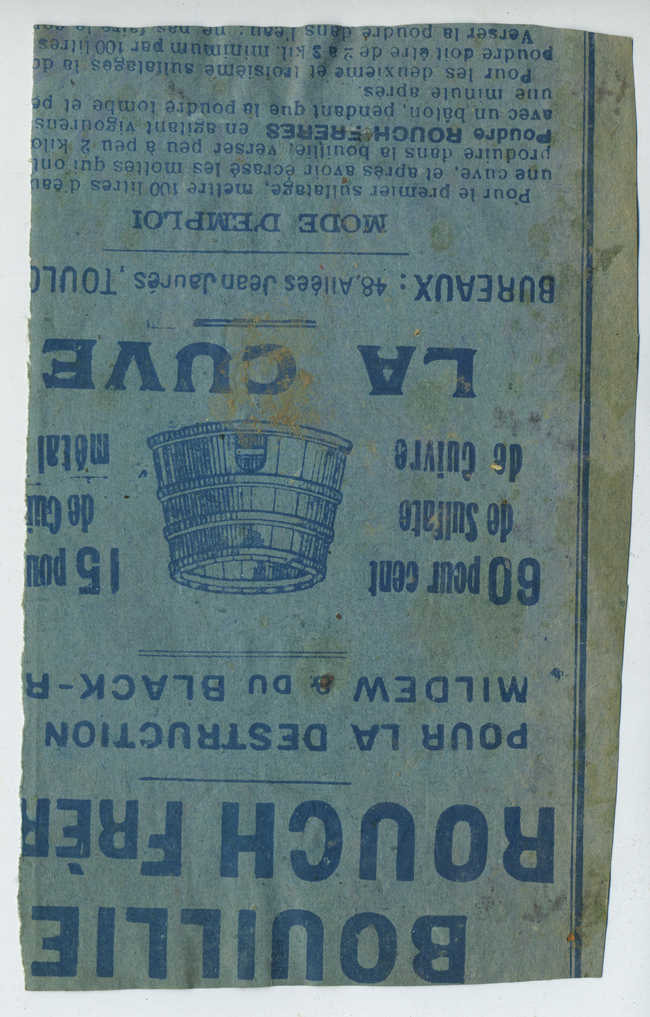 BOUILLIE
ROUCH FRÈR
POUR LA DESTRUCTION
MILDEW & DU BLACK-R
60 pour cent
de Sulfate
de Cuivre
15 pou
de Cui
métal
LA CUVE
BUREAUX : 48, Allées Jean Jaurés, TOULO
MODE D'EMPLOI
Pour le premier sulfatage, mettre 100 litres d'eau
une cuve, et après avoir écrasé les mottes qui ont
produire dans la bouillie, verser peu à peu 2 kilo
Poudre ROUCH FRERES en agitant vigoureus
avec un bâton, pendant que la poudre tombe et pe
une minute après.
Pour les deuxième et troisième sulfatages la do
poudre doit être de 2 à 3 kil. minimum par 100 litres
Verser la poudre dans l'eau ; ne pas faire le